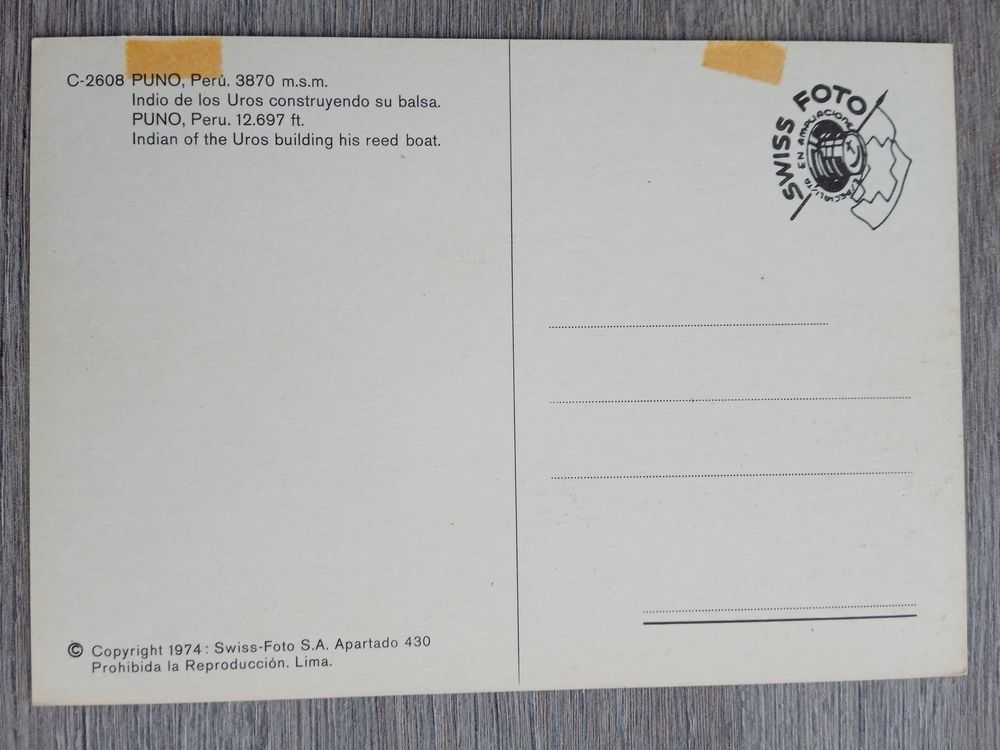 C-2608 PUNO, Perú. 3870 m.s.m.
Indio de los Uros construyendo su balsa.
PUNO, Peru. 12.697 ft.
Indian of the Uros building his reed boat.
SWISS FOTO
ESPECIALISTA EN AMPLIACIONES
© Copyright 1974: Swiss-Foto S.A. Apartado 430
Prohibida la Reproducción. Lima.